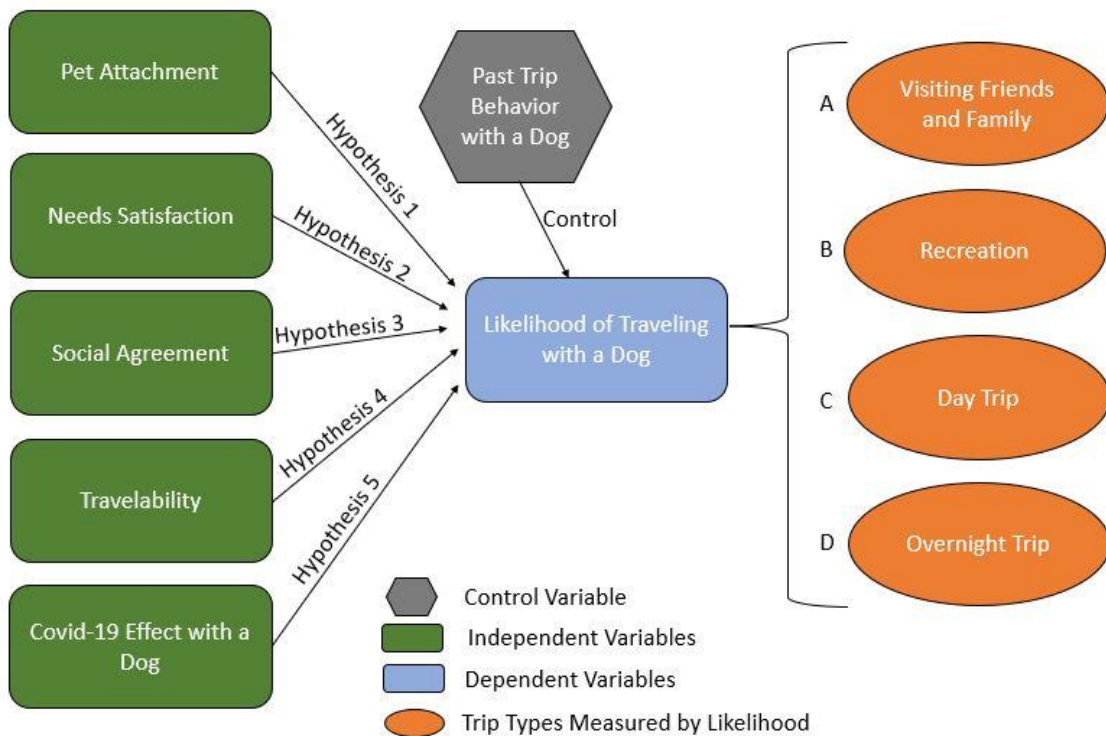 Pet Attachment
Needs Satisfaction
Social Agreement
Travelability
Covid-19 Effect with a
Dog
Hypothesis 1
Hypothesis 2
Hypothesis 3
Hypothesis 4
Hypothesis 5
Past Trip
Behavior
with a Dog
Control
Likelihood of Traveling
with a Dog
A
Visiting Friends
and Family
B
Recreation
C
Day Trip
D
Overnight Trip
Control Variable
Independent Variables
Dependent Variables
Trip Types Measured by Likelihood